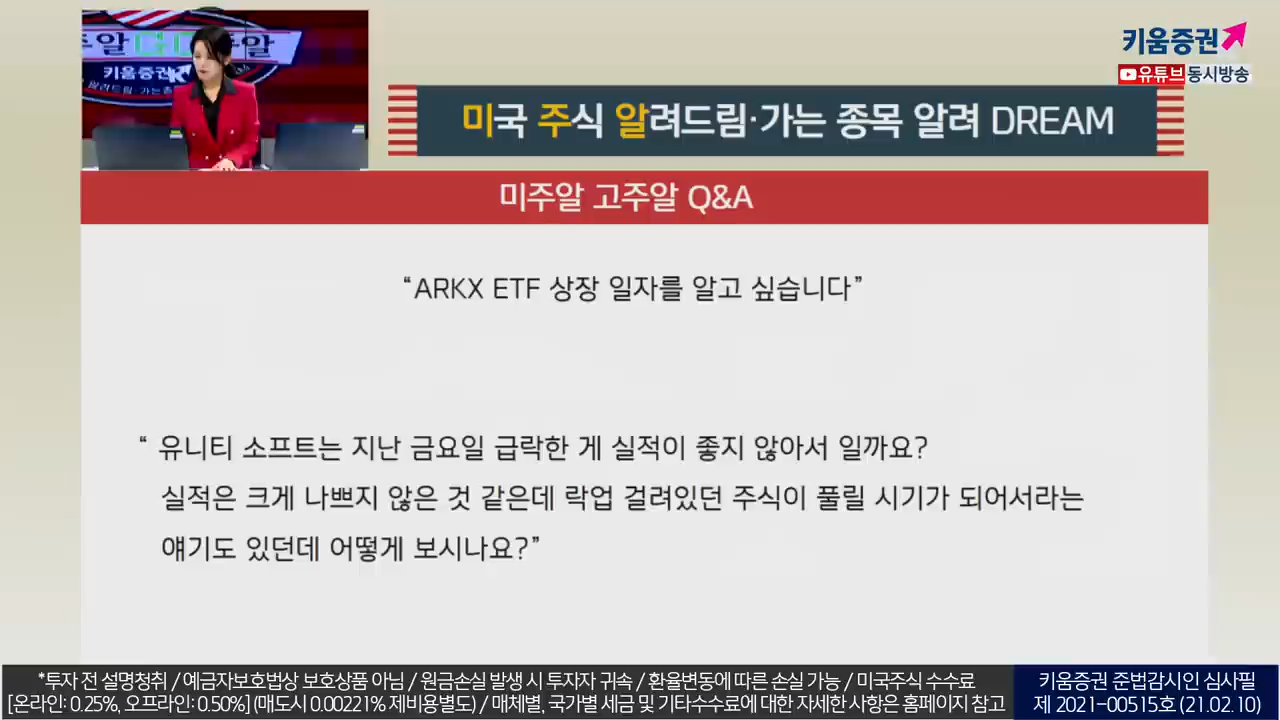 주알
주알
키움증권
키움증권
유튜브동시방송
미국 주식 알려드림·가는 종목 알려 DREAM
미주알 고주알 Q&A
“ARKX ETF 상장 일자를 알고 싶습니다”
“ 유니티 소프트는 지난 금요일 급락한 게 실적이 좋지 않아서 일까요?
실적은 크게 나쁘지 않은 것 같은데 락업 걸려있던 주식이 풀릴 시기가 되어서라는
얘기도 있던데 어떻게 보시나요?”
*투자 전 설명청취 / 예금자보호법상 보호상품 아님 / 원금손실 발생 시 투자자 귀속 / 환율변동에 따른 손실 가능 / 미국주식 수수료
[온라인: 0.25%, 오프라인: 0.50%] (매도시 0.00221% 제비용별도) / 매체별, 국가별 세금 및 기타수수료에 대한 자세한 사항은 홈페이지 참고
키움증권 준법감시인 심사필
제 2021-00515호 (21.02.10)